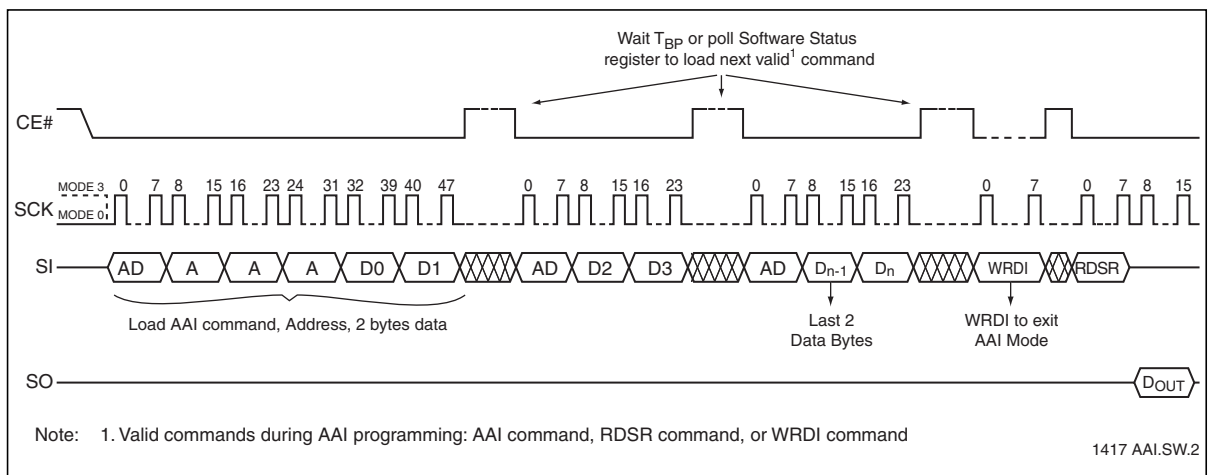 Wait TBP or poll Software Status
register to load next valid1 command
CE#
MODE 3
MODE 0
SCK
0 7 8 15 16 23 24 31 32 39 40 47 0 7 8 15 16 23 0 7 8 15 16 23 0 7 0 7 8 15
SI
AD A A A D0 D1 AD D2 D3 AD Dn-1 Dn WRDI RDSR
Load AAI command, Address, 2 bytes data
Last 2
Data Bytes
WRDI to exit
AAI Mode
SO
DOUT
Note: 1. Valid commands during AAI programming: AAI command, RDSR command, or WRDI command
1417 AAI.SW.2